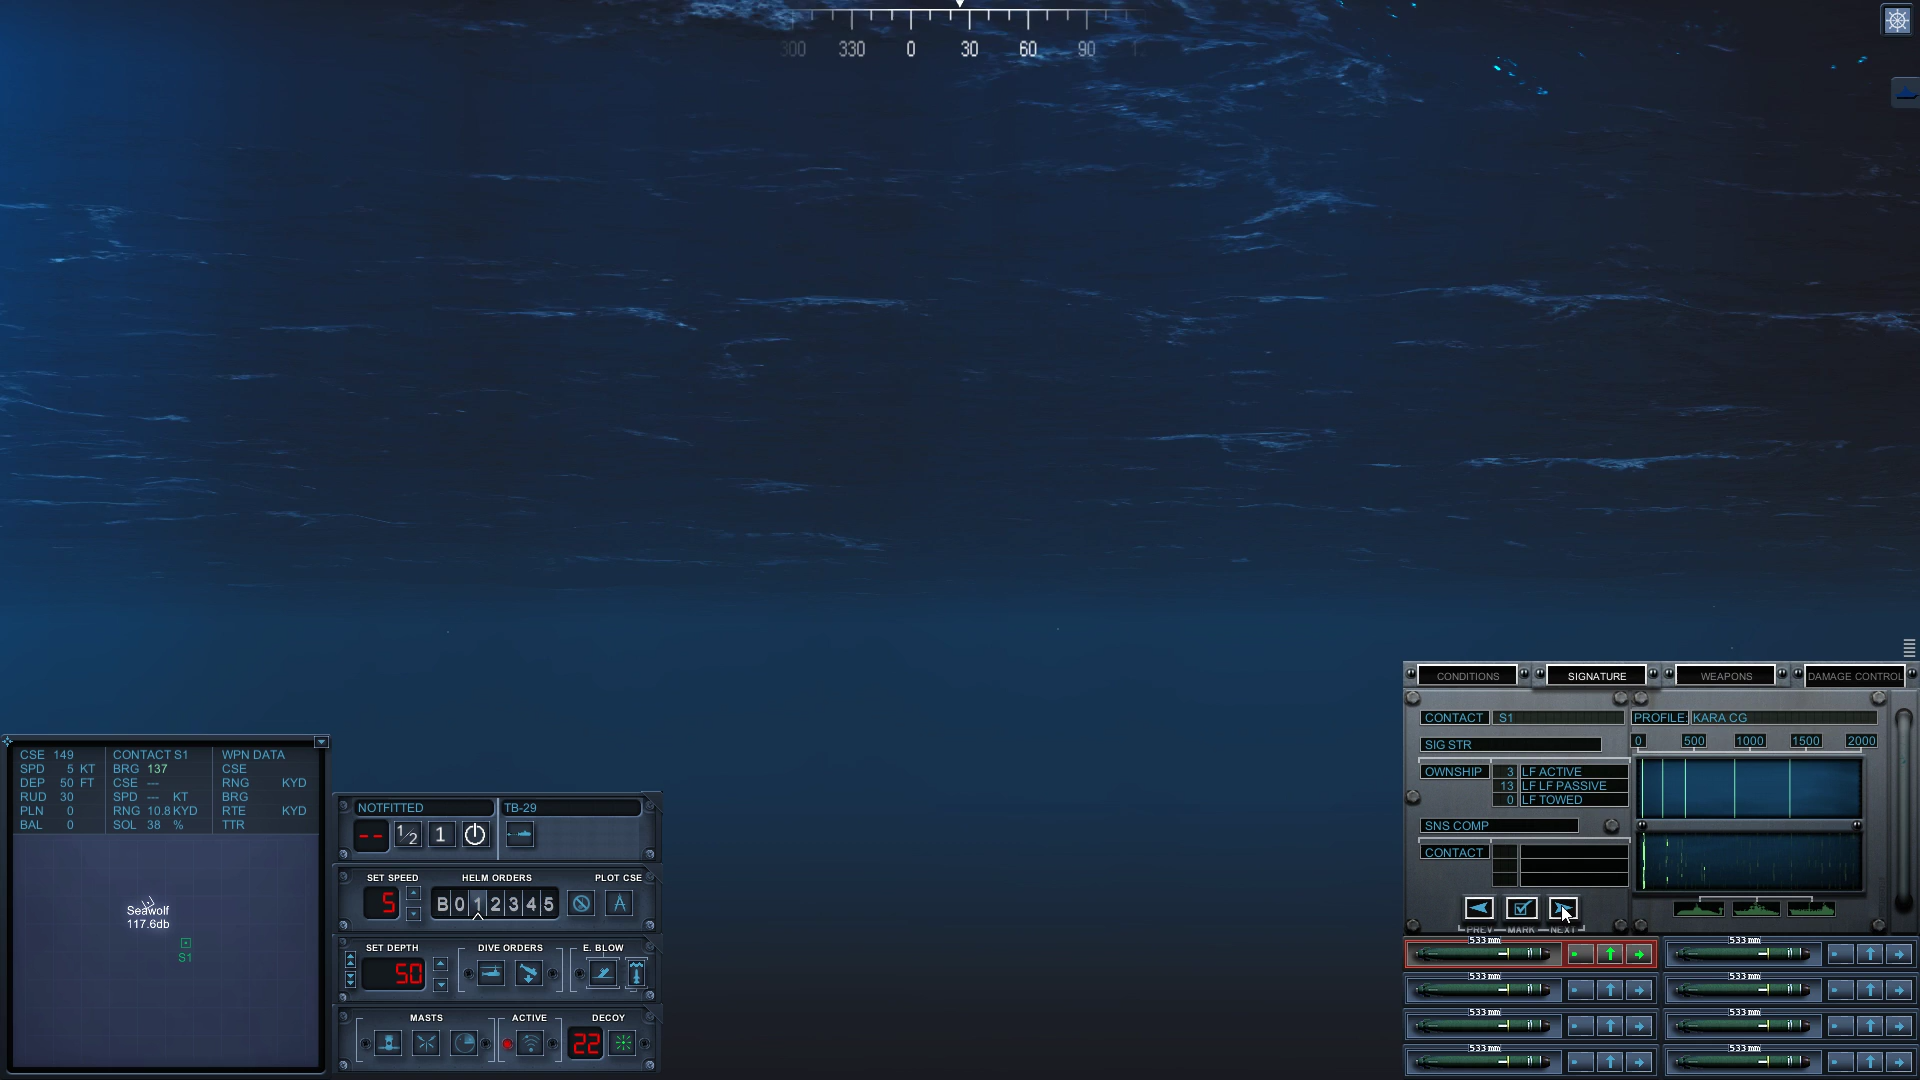 300 330 0 30 60 90
CONDITIONS SIGNATURE WEAPONS DAMAGE CONTROL
CONTACT S1
SIG STR
OWNSHIP 3 LF ACTIVE
13 LF LF PASSIVE
0 LF TOWED
SNS COMP
CONTACT
PREV MARK NEXT
PROFILE: KARA CG
0 500 1000 1500 2000
533 mm 533 mm
533 mm 533 mm
533 mm 533 mm
533 mm 533 mm
CSE 149
SPD 5 KT
DEP 50 FT
RUD 30
PLN 0
BAL 0
CONTACT S1
BRG 137
CSE ---
SPD --- KT
RNG 10.8 KYD
SOL 38 %
WPN DATA
CSE
RNG KYD
BRG
RTE KYD
TTR
Seawolf
117.6db
S1
NOTFITTED TB-29
-- 1/2 1
SET SPEED HELM ORDERS PLOT CSE
5 B 0 1 2 3 4 5
SET DEPTH DIVE ORDERS E. BLOW
50
MASTS ACTIVE DECOY
22